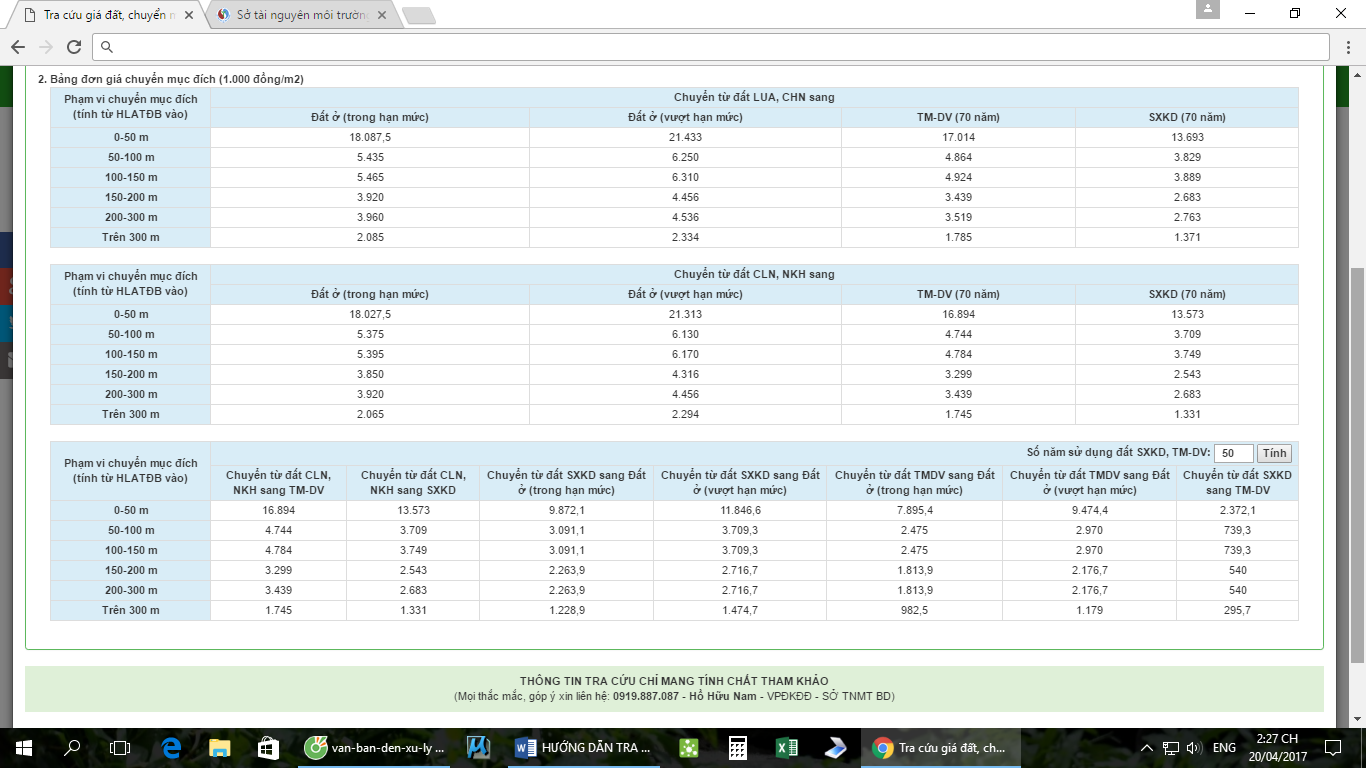 Tra cứu giá đất, chuyển n
Sở tài nguyên môi trườn
2. Bảng đơn giá chuyển mục đích (1.000 đồng/m2)
Phạm vi chuyển mục đích (tính từ HLATĐB vào) Chuyển từ đất LUA, CHN sang
Đất ở (trong hạn mức) Đất ở (vượt hạn mức) TM-DV (70 năm) SXKD (70 năm)
0-50 m 18.087,5 21.433 17.014 13.693
50-100 m 5.435 6.250 4.864 3.829
100-150 m 5.465 6.310 4.924 3.889
150-200 m 3.920 4.456 3.439 2.683
200-300 m 3.960 4.536 3.519 2.763
Trên 300 m 2.085 2.334 1.785 1.371
Phạm vi chuyển mục đích (tính từ HLATĐB vào) Chuyển từ đất CLN, NKH sang
Đất ở (trong hạn mức) Đất ở (vượt hạn mức) TM-DV (70 năm) SXKD (70 năm)
0-50 m 18.027,5 21.313 16.894 13.573
50-100 m 5.375 6.130 4.744 3.709
100-150 m 5.395 6.170 4.784 3.749
150-200 m 3.850 4.316 3.299 2.543
200-300 m 3.920 4.456 3.439 2.683
Trên 300 m 2.065 2.294 1.745 1.331
Phạm vi chuyển mục đích (tính từ HLATĐB vào) Số năm sử dụng đất SXKD, TM-DV: 50 Tính
Chuyển từ đất CLN, NKH sang TM-DV Chuyển từ đất CLN, NKH sang SXKD Chuyển từ đất SXKD sang Đất ở (trong hạn mức) Chuyển từ đất SXKD sang Đất ở (vượt hạn mức) Chuyển từ đất TMDV sang Đất ở (trong hạn mức) Chuyển từ đất TMDV sang Đất ở (vượt hạn mức) Chuyển từ đất SXKD sang TM-DV
0-50 m 16.894 13.573 9.872,1 11.846,6 7.895,4 9.474,4 2.372,1
50-100 m 4.744 3.709 3.091,1 3.709,3 2.475 2.970 739,3
100-150 m 4.784 3.749 3.091,1 3.709,3 2.475 2.970 739,3
150-200 m 3.299 2.543 2.263,9 2.716,7 1.813,9 2.176,7 540
200-300 m 3.439 2.683 2.263,9 2.716,7 1.813,9 2.176,7 540
Trên 300 m 1.745 1.331 1.228,9 1.474,7 982,5 1.179 295,7
THÔNG TIN TRA CỨU CHỈ MANG TÍNH CHẤT THAM KHẢO
(Mọi thắc mắc, góp ý xin liên hệ: 0919.887.087 - Hồ Hữu Nam - VPĐKĐĐ - SỞ TNMT BD)
van-ban-den-xu-ly ...
HƯỚNG DẪN TRA ...
Tra cứu giá đất, ch...
ENG
2:27 CH
20/04/2017